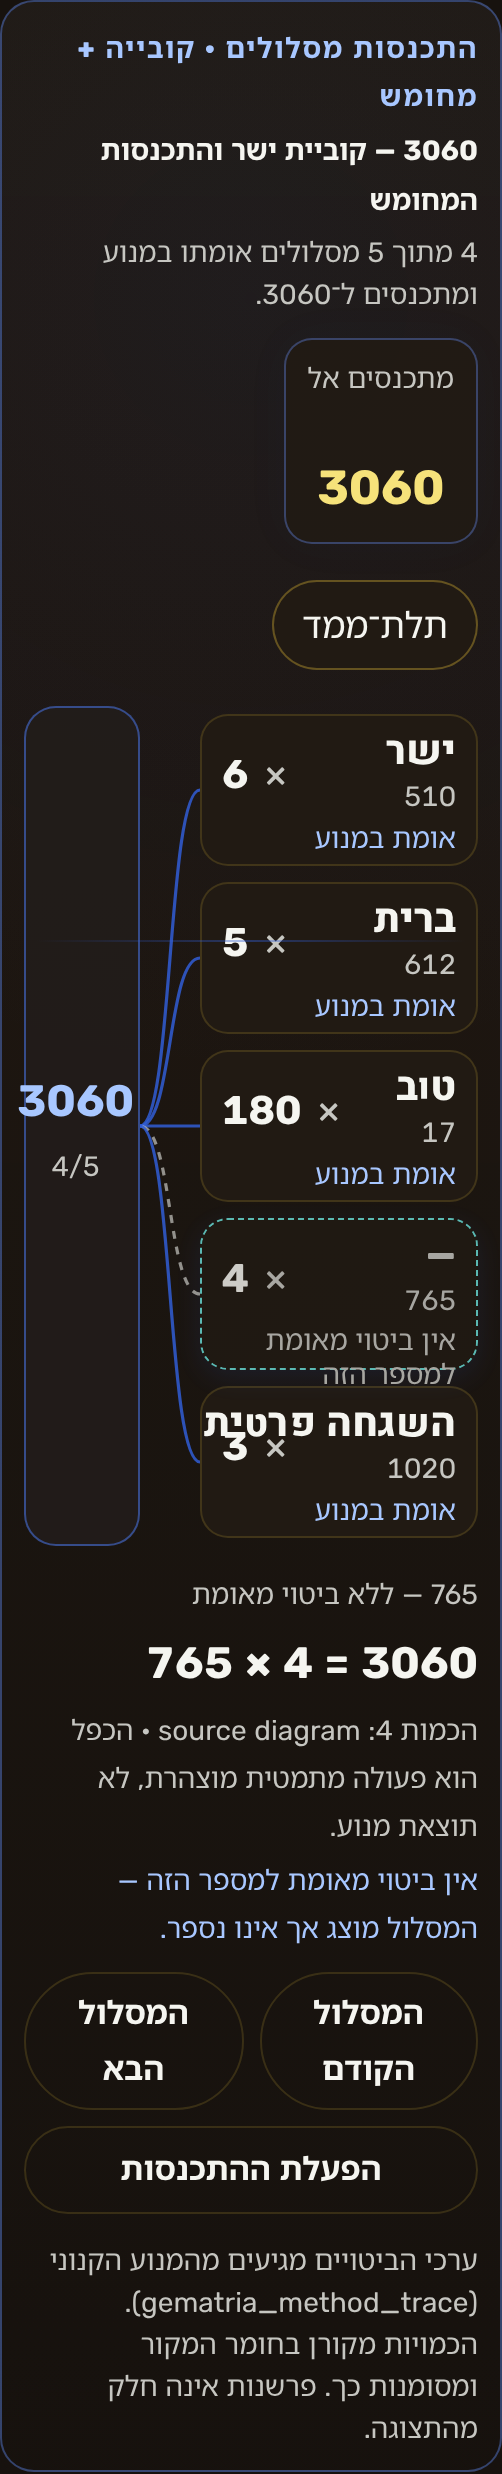 התכנסות מסלולים • קובייה +
מחומש
3060 – קוביית ישר והתכנסות
המחומש
4 מתוך 5 מסלולים אומתו במנוע
ומתכנסים ל־3060.
מתכנסים אל
3060
תלת־ממד
ישר
510
אומת במנוע
× 6
ברית
612
אומת במנוע
× 5
טוב
17
אומת במנוע
× 180
—
765
אין ביטוי מאומת
למספר הזה
× 4
השגחה פרטית
1020
אומת במנוע
× 3
3060
4/5
765 – ללא ביטוי מאומת
765 × 4 = 3060
הכמות 4: source diagram • הכפל
הוא פעולה מתמטית מוצהרת, לא
תוצאת מנוע.
אין ביטוי מאומת למספר הזה –
המסלול מוצג אך אינו נספר.
המסלול
הקודם
המסלול
הבא
הפעלת ההתכנסות
ערכי הביטויים מגיעים מהמנוע הקנוני
(gematria_method_trace).
הכמויות מקורן בחומר המקור
ומסומנות כך. פרשנות אינה חלק
מהתצוגה.